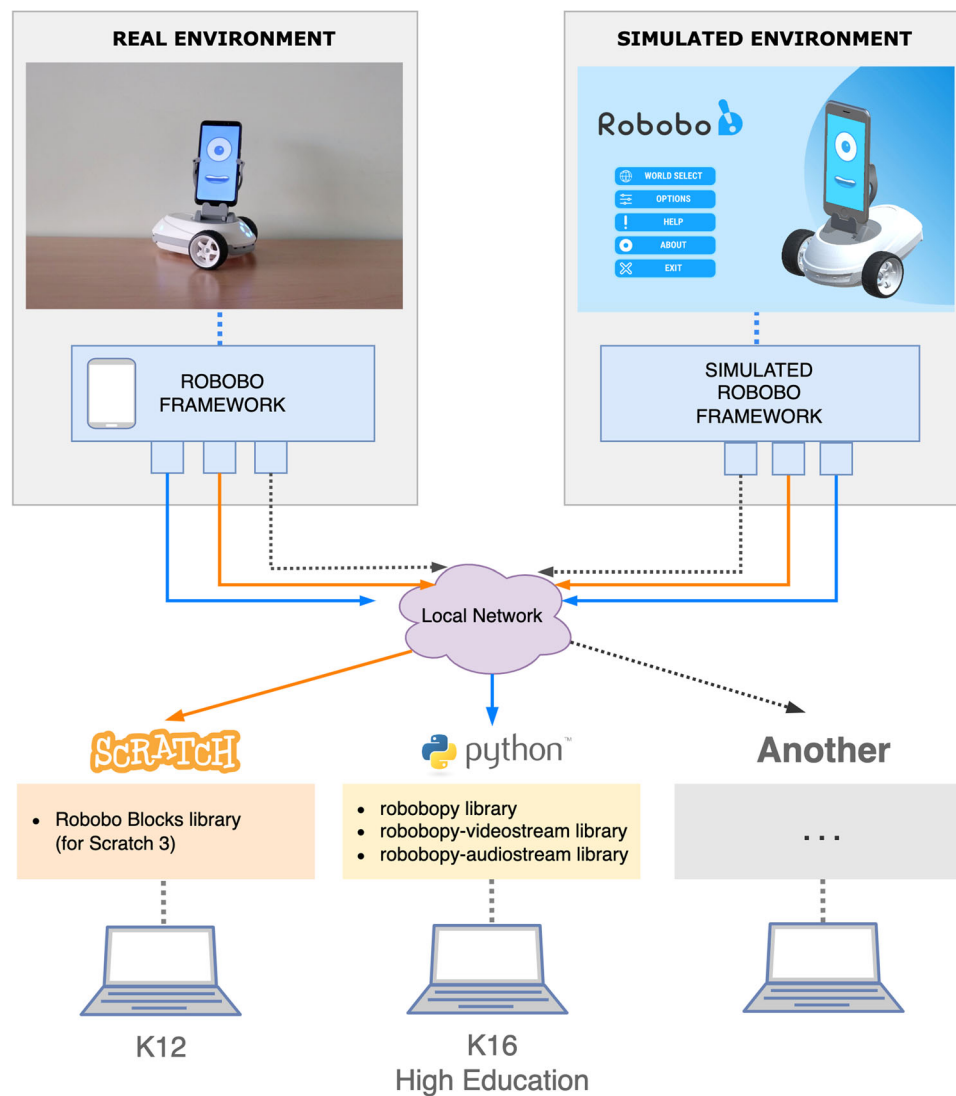 REAL ENVIRONMENT
SIMULATED ENVIRONMENT
Robobo!
WORLD SELECT
OPTIONS
HELP
ABOUT
EXIT
ROBOBO
FRAMEWORK
SIMULATED
ROBOBO
FRAMEWORK
Local Network
SCRATCH
python™
Another
• Robobo Blocks library
(for Scratch 3)
• robobopy library
• robobopy-videostream library
• robobopy-audiostream library
...
K12
K16
High Education